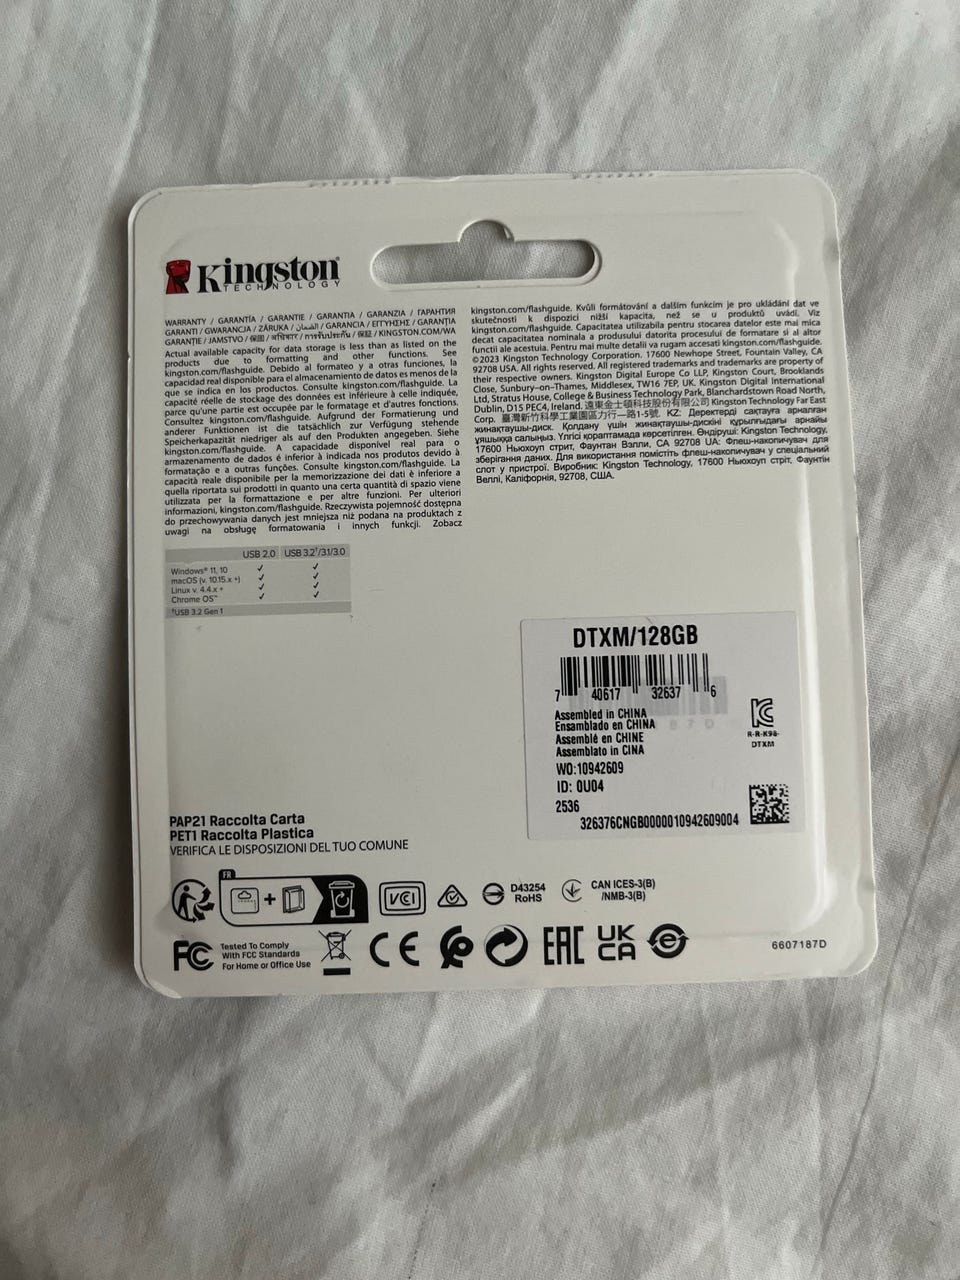 Kingston
TECHNOLOGY
WARRANTY / GARANTÍA / GARANTIE / GARANTIA / GARANZIA / ГАРАНТИЯ
GARANTI / GWARANCJA / ZÁRUKA / الضمان / GARANCIA / ΕΓΓΥΗΣΗΣ / GARANȚIA
GARANȚIE / JAMSTVO / 保固 / वारंटी / การรับประกัน / 保証 / KINGSTON.COM/WA
Actual available capacity for data storage is less than as listed on the
products due to formatting and other functions. See
kingston.com/flashguide. Debido al formateo y a otras funciones, la
capacidad real disponible para el almacenamiento de datos es menos de la
que se indica en los productos. Consulte kingston.com/flashguide. La
capacité réelle de stockage des données est inférieure à celle indiquée,
parce qu'une partie est occupée par le formatage et d'autres fonctions.
Consultez kingston.com/flashguide. Aufgrund der Formatierung und
anderer Funktionen ist die tatsächlich zur Verfügung stehende
Speicherkapazität niedriger als auf den Produkten angegeben. Siehe
kingston.com/flashguide. A capacidade disponível real para o
armazenamento de dados é inferior à indicada nos produtos devido à
formatação e a outras funções. Consulte kingston.com/flashguide. La
capacità reale disponibile per la memorizzazione dei dati è inferiore a
quella riportata sui prodotti in quanto una certa quantità di spazio viene
utilizzata per la formattazione e per altre funzioni. Per ulteriori
informazioni, kingston.com/flashguide. Rzeczywista pojemność dostępna
do przechowywania danych jest mniejsza niż podana na produktach z
uwagi na obsługę formatowania i innych funkcji. Zobacz
kingston.com/flashguide. Kvůli formátování a dalším funkcím je pro ukládání dat ve
skutečnosti k dispozici nižší kapacita, než se u produktů uvádí. Viz
kingston.com/flashguide. Capacitatea utilizabila pentru stocarea datelor este mai mica
decat capacitatea nominala a produsului datorita procesului de formatare si al altor
functii ale acestuia. Pentru mai multe detalii va rugam accesati kingston.com/flashguide.
©2023 Kingston Technology Corporation. 17600 Newhope Street, Fountain Valley, CA
92708 USA. All rights reserved. All registered trademarks and trademarks are property of
their respective owners. Kingston Digital Europe Co LLP, Kingston Court, Brooklands
Close, Sunbury-on-Thames, Middlesex, TW16 7EP, UK. Kingston Digital International
Ltd, Stratus House, College & Business Technology Park, Blanchardstown Road North,
Dublin, D15 PEC4, Ireland. 遠東金士頓科技股份有限公司 Kingston Technology Far East
Corp. 臺灣新竹科學工業園區力行一路1-5號. KZ: Деректерді сақтауға арналған
жинақтаушы-диск. Қолдану үшін жинақтаушы-дискіні құрылғыдағы арнайы
ұяшыққа салыңыз. Үлгісі қораптамада көрсетілген. Өндіруші: Kingston Technology,
17600 Ньюхоуп стрит, Фаунтан Вэлли, CA 92708 UA: Флеш-накопичувач для
зберігання даних. Для використання помістіть флеш-накопичувач у спеціальний
слот у пристрої. Виробник: Kingston Technology, 17600 Ньюхоуп стріт, Фаунтін
Веллі, Каліфорнія, 92708, США.
USB 2.0 USB 3.2†/3.1/3.0
Windows® 11, 10 ✓ ✓
macOS (v. 10.15.x +) ✓ ✓
Linux v. 4.4.x + ✓ ✓
Chrome OS™ ✓ ✓
†USB 3.2 Gen 1
DTXM/128GB
7 40617 32637 6
Assembled in CHINA
Ensamblado en CHINA
Assemblé en CHINE
Assemblato in CINA
WO:10942609
ID: 0U04
2536
326376CNGB0000010942609004
R-R-K98-
DTXM
PAP21 Raccolta Carta
PET1 Raccolta Plastica
VERIFICA LE DISPOSIZIONI DEL TUO COMUNE
FR
+
VCI
D43254
RoHS
CAN ICES-3(B)
/NMB-3(B)
FC
Tested To Comply
With FCC Standards
For Home or Office Use
CE
EAC
UK
CA
6607187D